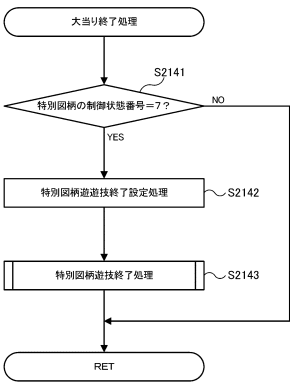 大当り終了処理
S2141
特別図柄の制御状態番号=7？
NO
YES
特別図柄遊遊技終了設定処理
S2142
特別図柄遊技終了処理
S2143
RET